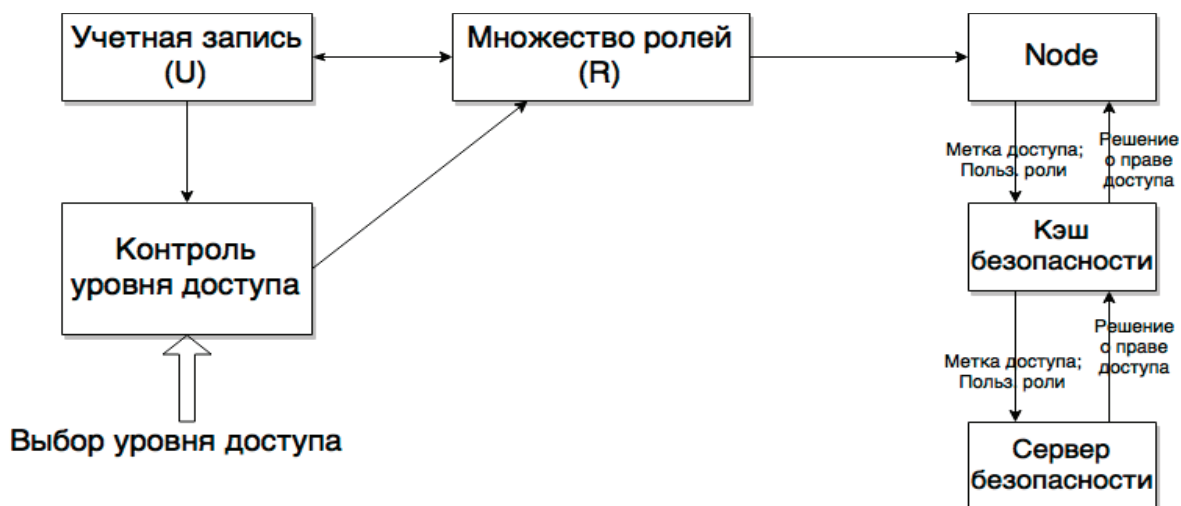 Учетная запись
(U)
Множество ролей
(R)
Node
Метка доступа;
Польз. роли
Решение
о праве
доступа
Контроль
уровня доступа
Кэш
безопасности
Метка доступа;
Польз. роли
Решение
о праве
доступа
Выбор уровня доступа
Сервер
безопасности